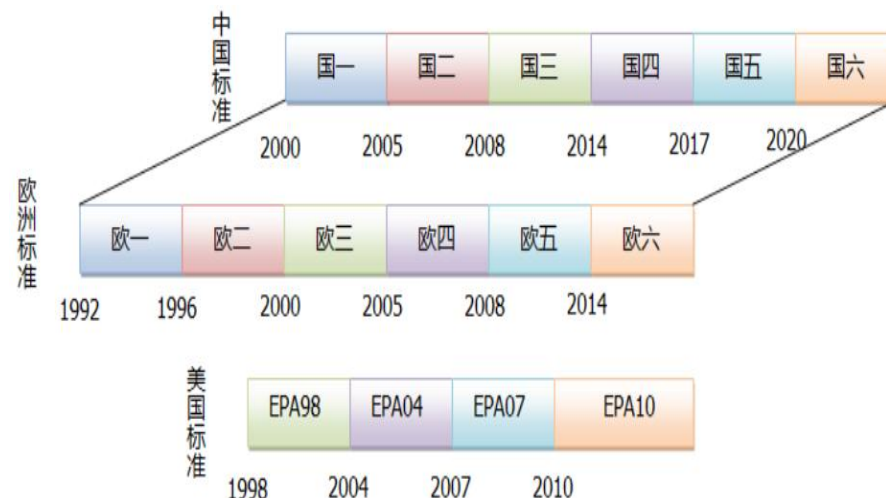 中国标准
国一 国二 国三 国四 国五 国六
2000 2005 2008 2014 2017 2020
欧洲标准
欧一 欧二 欧三 欧四 欧五 欧六
1992 1996 2000 2005 2008 2014
美国标准
EPA98 EPA04 EPA07 EPA10
1998 2004 2007 2010